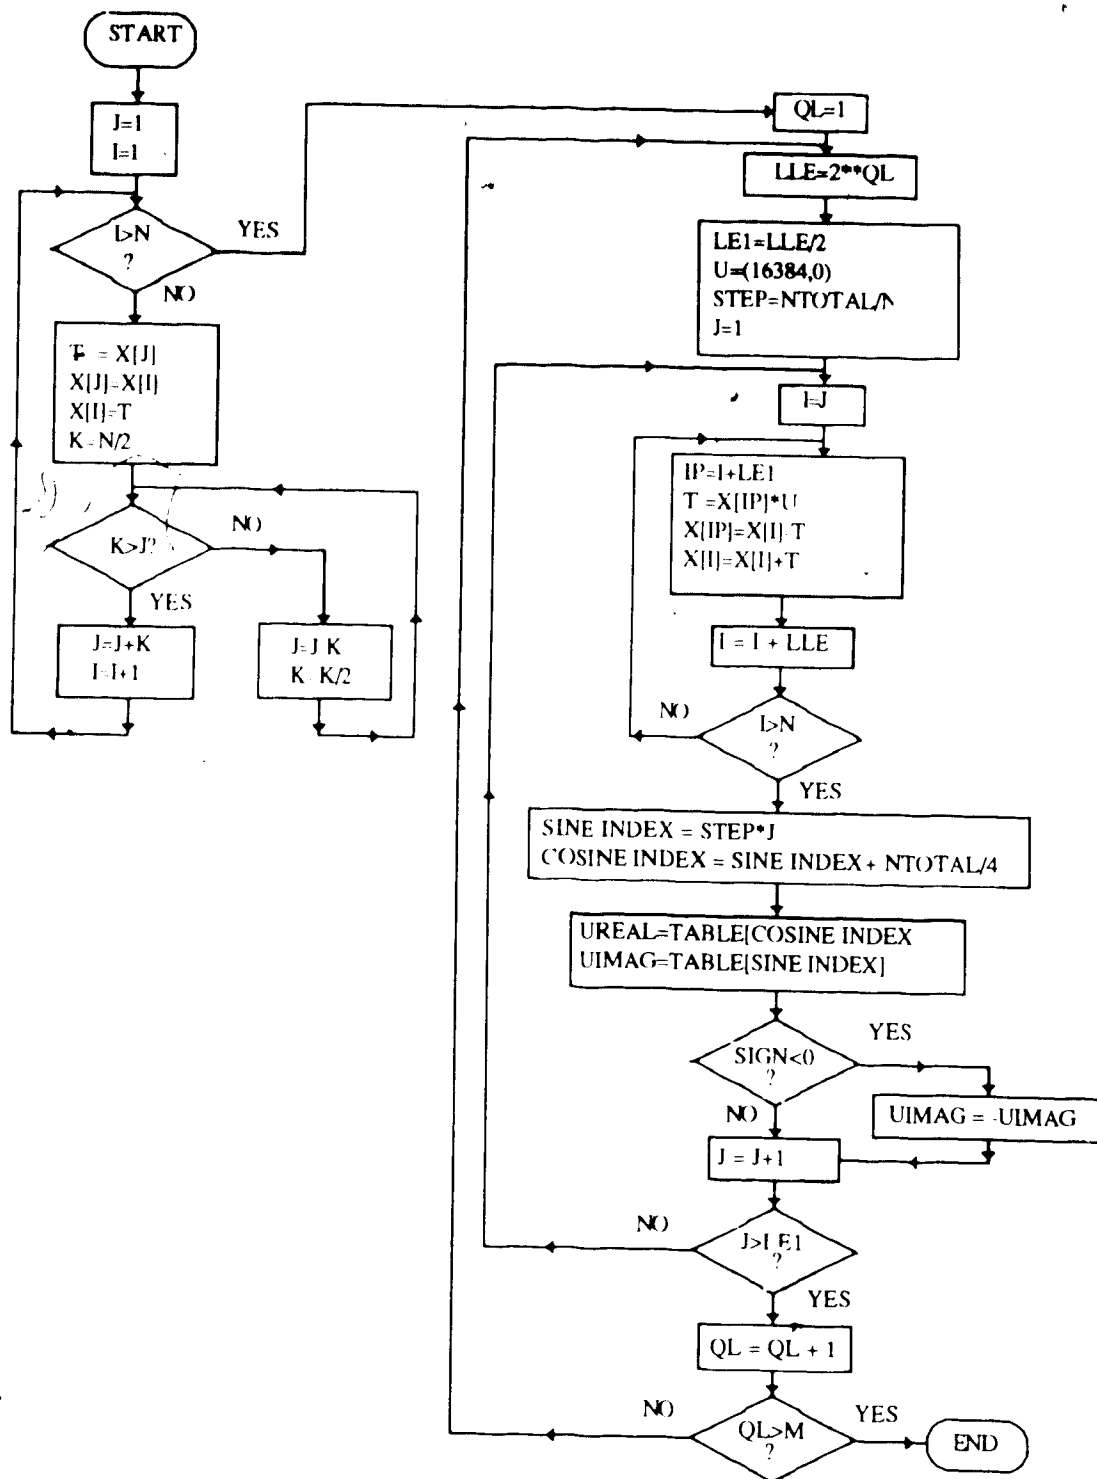 START
J=1
I=1
I>N
?
YES
NO
T = X[J]
X[J]=X[I]
X[I]=T
K=N/2
K>J?
NO
YES
J=J+K
I=I+1
J=J K
K K/2
QL=1
LLE=2**QL
LE1=LLE/2
U=(16384,0)
STEP=NTOTAL/N
J=1
I=J
IP=I+LE1
T =X[IP]*U
X[IP]=X[I]-T
X[I]=X[I]+T
I = I + LLE
I>N
?
NO
YES
SINE INDEX = STEP*J
COSINE INDEX = SINE INDEX + NTOTAL/4
UREAL=TABLE[COSINE INDEX
UIMAG=TABLE[SINE INDEX]
SIGN<0
?
YES
NO
UIMAG = -UIMAG
J = J+1
J>LE1
?
NO
YES
QL = QL + 1
QL>M
?
NO
YES
END